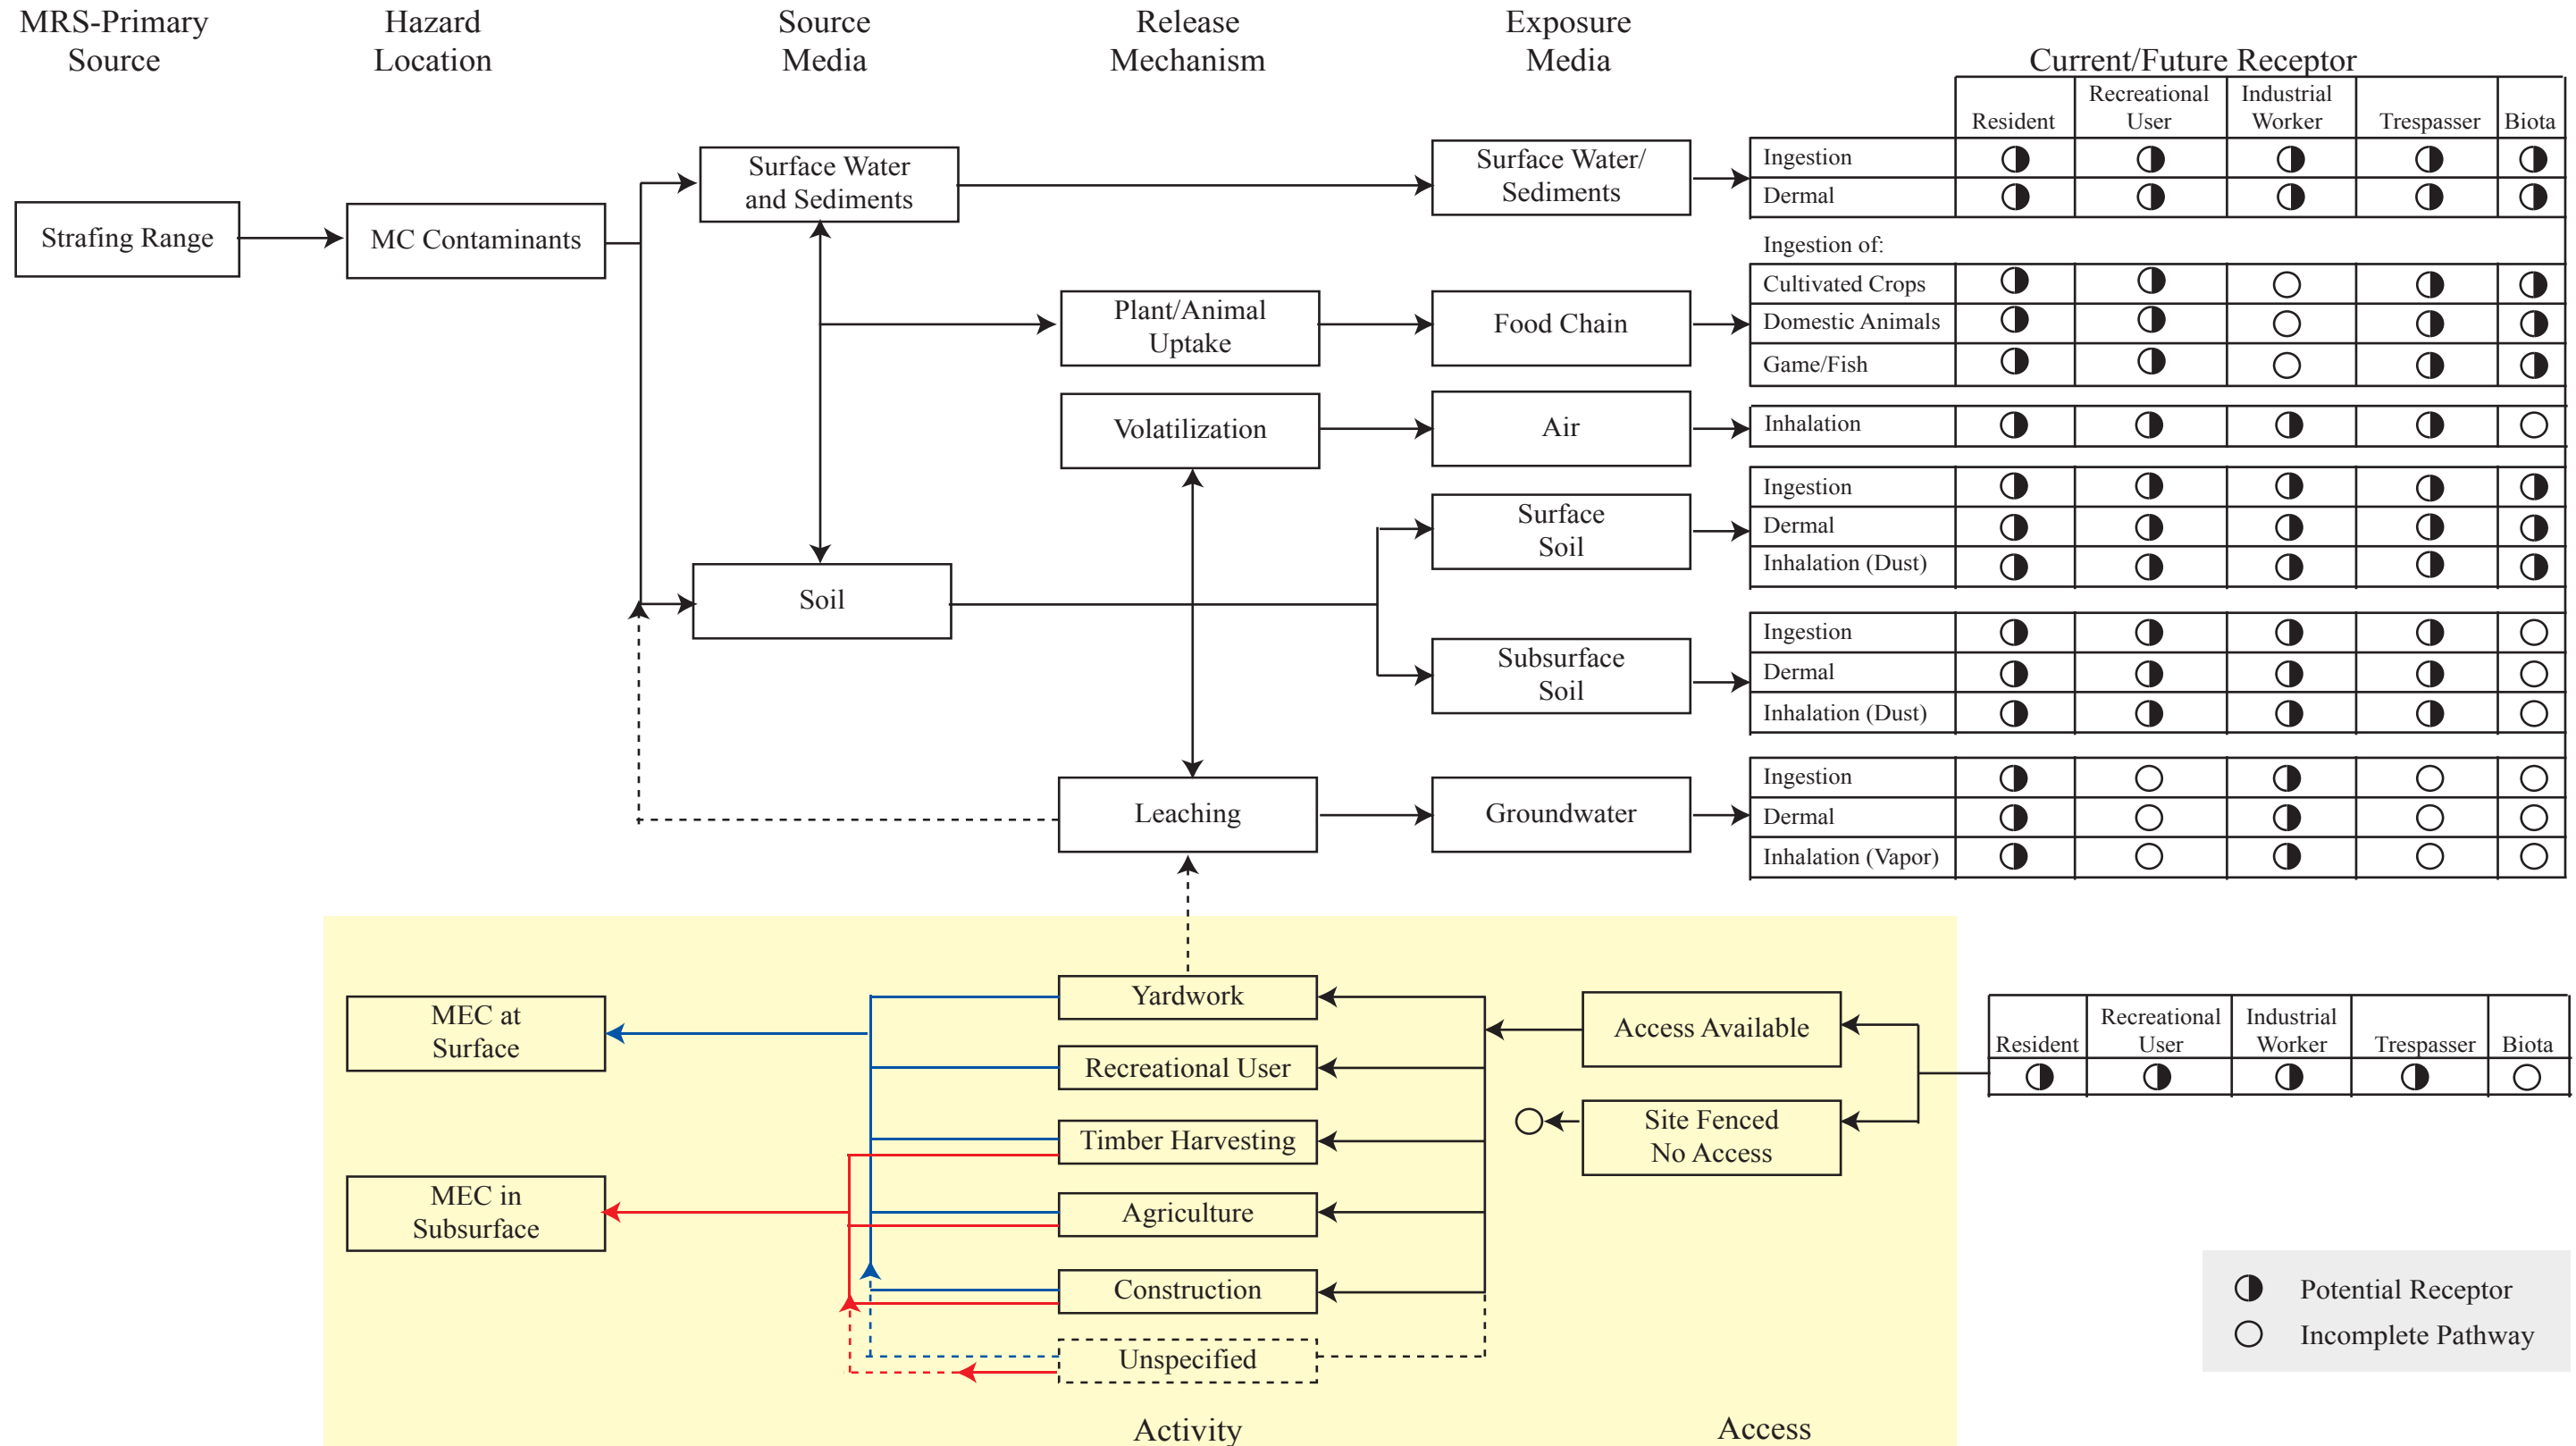 MRS-Primary
Source
Hazard
Location
Source
Media
Release
Mechanism
Exposure
Media
Current/Future Receptor
Resident
Recreational
User
Industrial
Worker
Trespasser
Biota
Strafing Range
MC Contaminants
Surface Water
and Sediments
Surface Water/
Sediments
Ingestion
Dermal
Ingestion of:
Plant/Animal
Uptake
Food Chain
Cultivated Crops
Domestic Animals
Game/Fish
Volatilization
Air
Inhalation
Soil
Surface
Soil
Ingestion
Dermal
Inhalation (Dust)
Subsurface
Soil
Ingestion
Dermal
Inhalation (Dust)
Leaching
Groundwater
Ingestion
Dermal
Inhalation (Vapor)
MEC at
Surface
MEC in
Subsurface
Yardwork
Recreational User
Timber Harvesting
Agriculture
Construction
Unspecified
Activity
Access Available
Site Fenced
No Access
Access
Resident
Recreational
User
Industrial
Worker
Trespasser
Biota
Potential Receptor
Incomplete Pathway